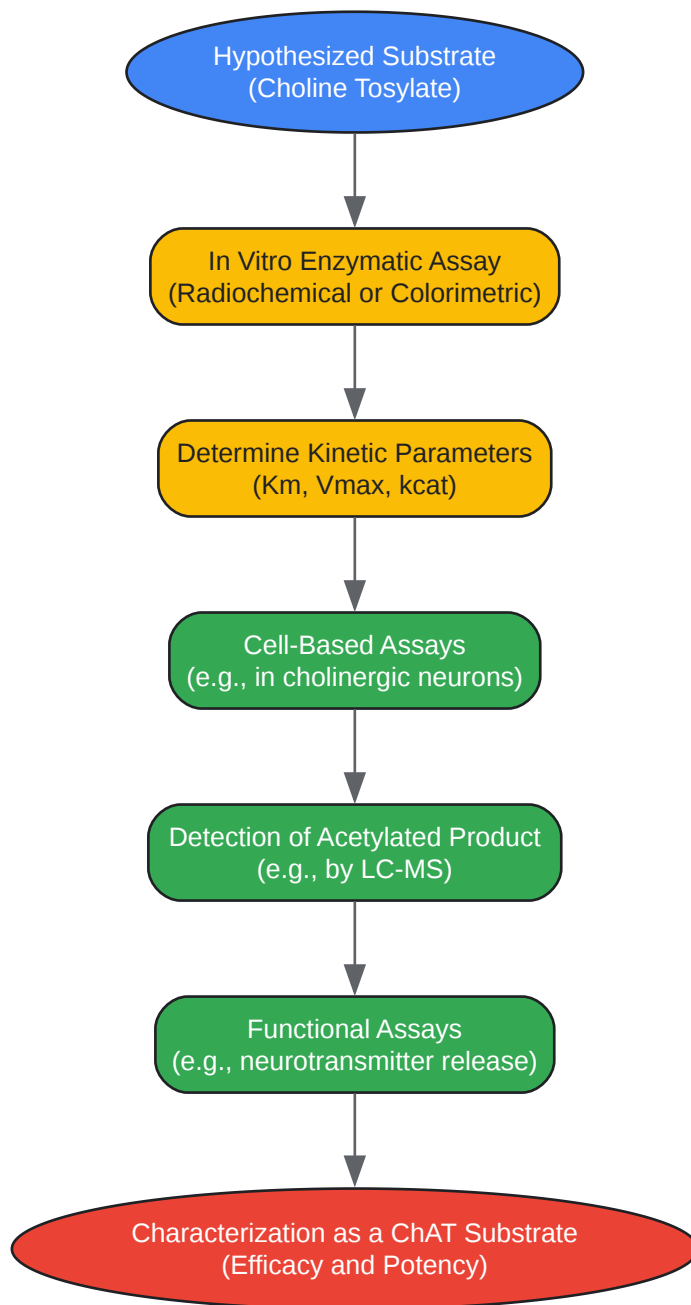 Hypothesized Substrate
(Choline Tosylate)
In Vitro Enzymatic Assay
(Radiochemical or Colorimetric)
Determine Kinetic Parameters
(Km, Vmax, kcat)
Cell-Based Assays
(e.g., in cholinergic neurons)
Detection of Acetylated Product
(e.g., by LC-MS)
Functional Assays
(e.g., neurotransmitter release)
Characterization as a ChAT Substrate
(Efficacy and Potency)